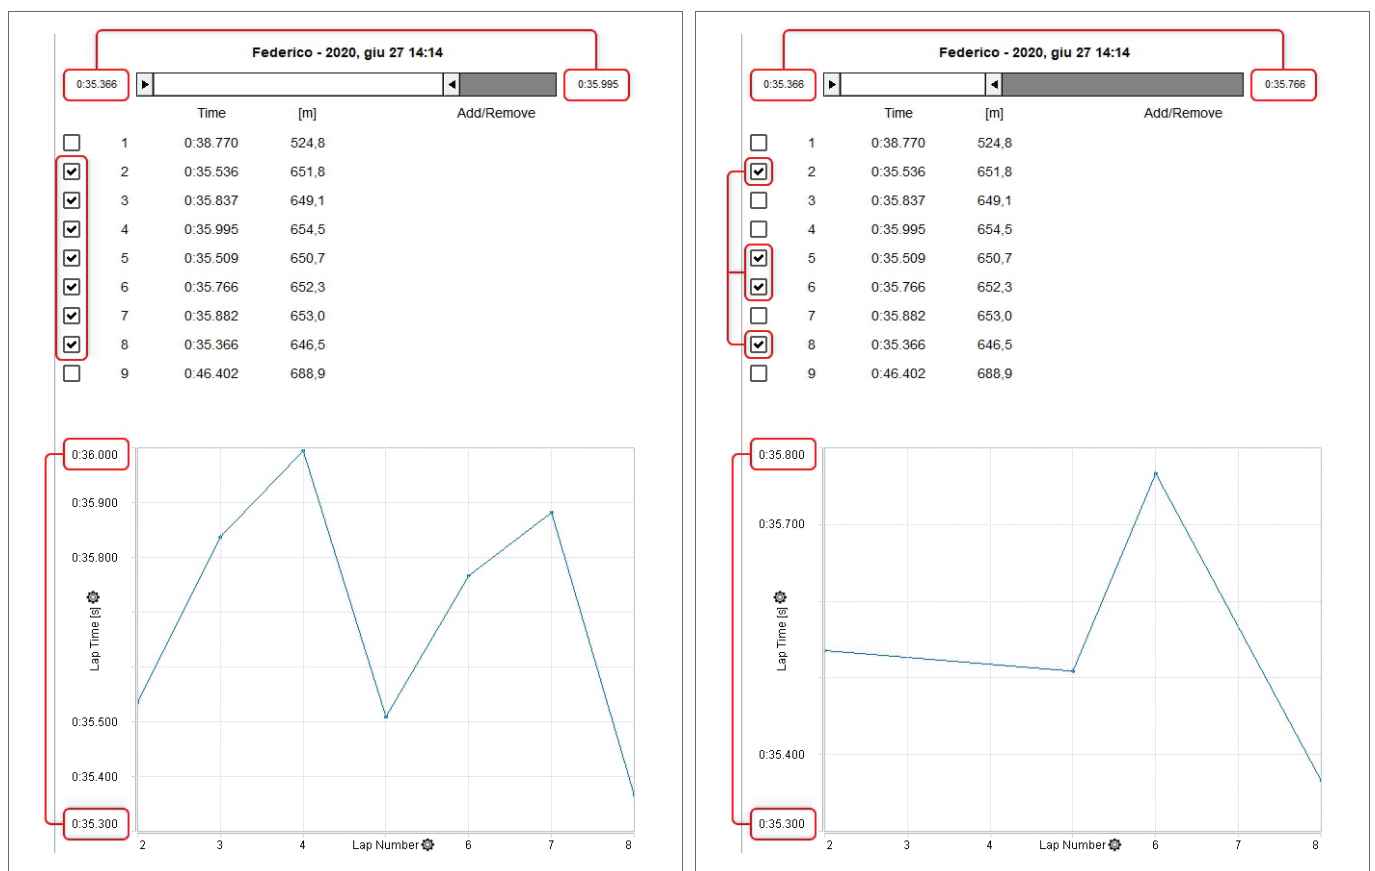 Federico - 2020, giu 27 14:14
0:35.366 0:35.995
Time [m] Add/Remove
1 0:38.770 524,8
2 0:35.536 651,8
3 0:35.837 649,1
4 0:35.995 654,5
5 0:35.509 650,7
6 0:35.766 652,3
7 0:35.882 653,0
8 0:35.366 646,5
9 0:46.402 688,9
0:36.000
0:35.900
0:35.800
Lap Time [s]
0:35.500
0:35.400
0:35.300
2 3 4 Lap Number 6 7 8
Federico - 2020, giu 27 14:14
0:35.366 0:35.766
Time [m] Add/Remove
1 0:38.770 524,8
2 0:35.536 651,8
3 0:35.837 649,1
4 0:35.995 654,5
5 0:35.509 650,7
6 0:35.766 652,3
7 0:35.882 653,0
8 0:35.366 646,5
9 0:46.402 688,9
0:35.800
0:35.700
Lap Time [s]
0:35.400
0:35.300
2 3 4 Lap Number 6 7 8